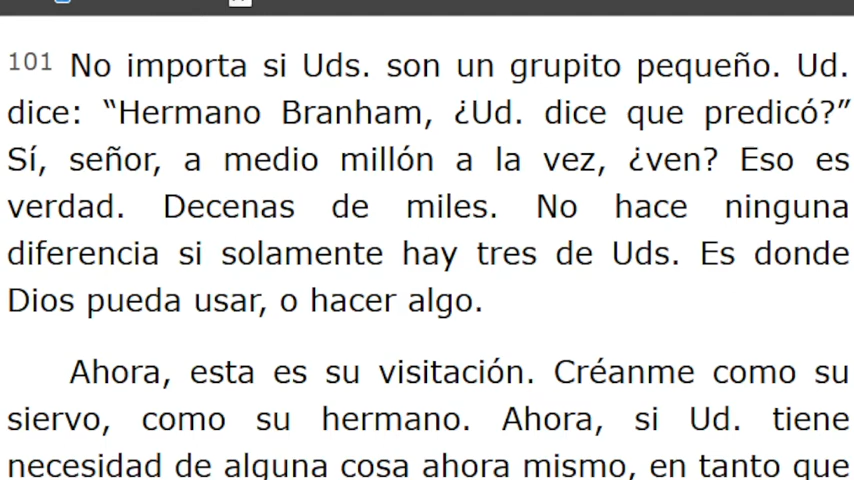 101 No importa si Uds. son un grupito pequeño. Ud.
dice: “Hermano Branham, ¿Ud. dice que predicó?”
Sí, señor, a medio millón a la vez, ¿ven? Eso es
verdad. Decenas de miles. No hace ninguna
diferencia si solamente hay tres de Uds. Es donde
Dios pueda usar, o hacer algo.
Ahora, esta es su visitación. Créanme como su
siervo, como su hermano. Ahora, si Ud. tiene
necesidad de alguna cosa ahora mismo, en tanto que